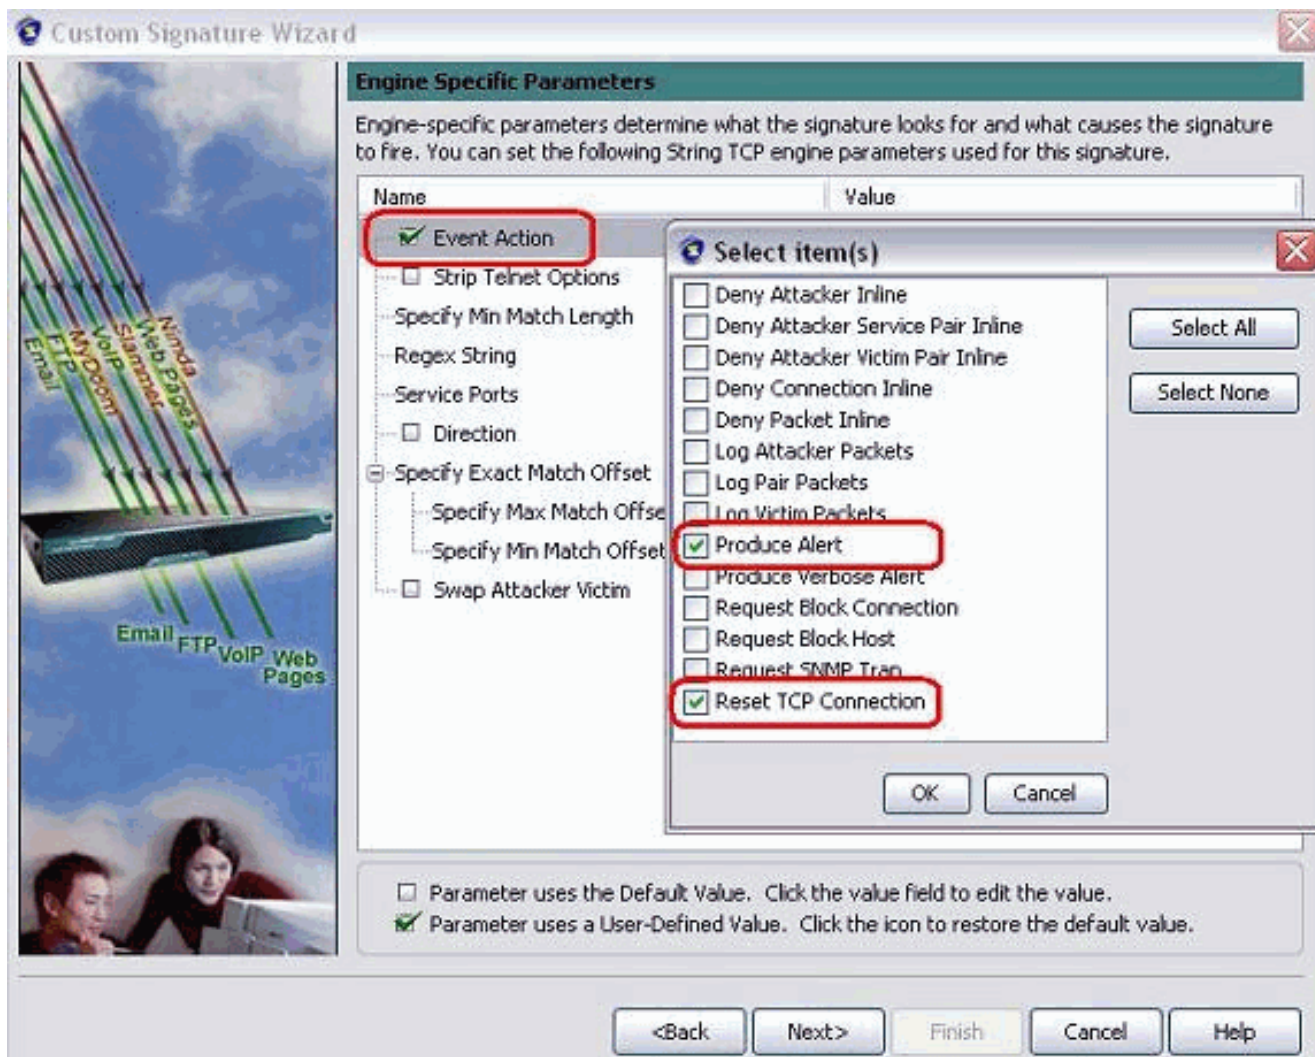 Custom Signature Wizard
Engine Specific Parameters
Engine-specific parameters determine what the signature looks for and what causes the signature
to fire. You can set the following String TCP engine parameters used for this signature.
Name Value
Event Action
Strip Telnet Options
Specify Min Match Length
Regex String
Service Ports
Direction
Specify Exact Match Offset
Specify Max Match Offse
Specify Min Match Offset
Swap Attacker Victim
Select item(s)
Deny Attacker Inline
Deny Attacker Service Pair Inline
Deny Attacker Victim Pair Inline
Deny Connection Inline
Deny Packet Inline
Log Attacker Packets
Log Pair Packets
Log Victim Packets
Produce Alert
Produce Verbose Alert
Request Block Connection
Request Block Host
Request SNMP Trap
Reset TCP Connection
Select All
Select None
OK Cancel
Email
FTP
MyDoom
VoIP
Slammer
Web Pages
Nimda
Email
FTP
VoIP
Web
Pages
Parameter uses the Default Value. Click the value field to edit the value.
Parameter uses a User-Defined Value. Click the icon to restore the default value.
<Back Next> Finish Cancel Help